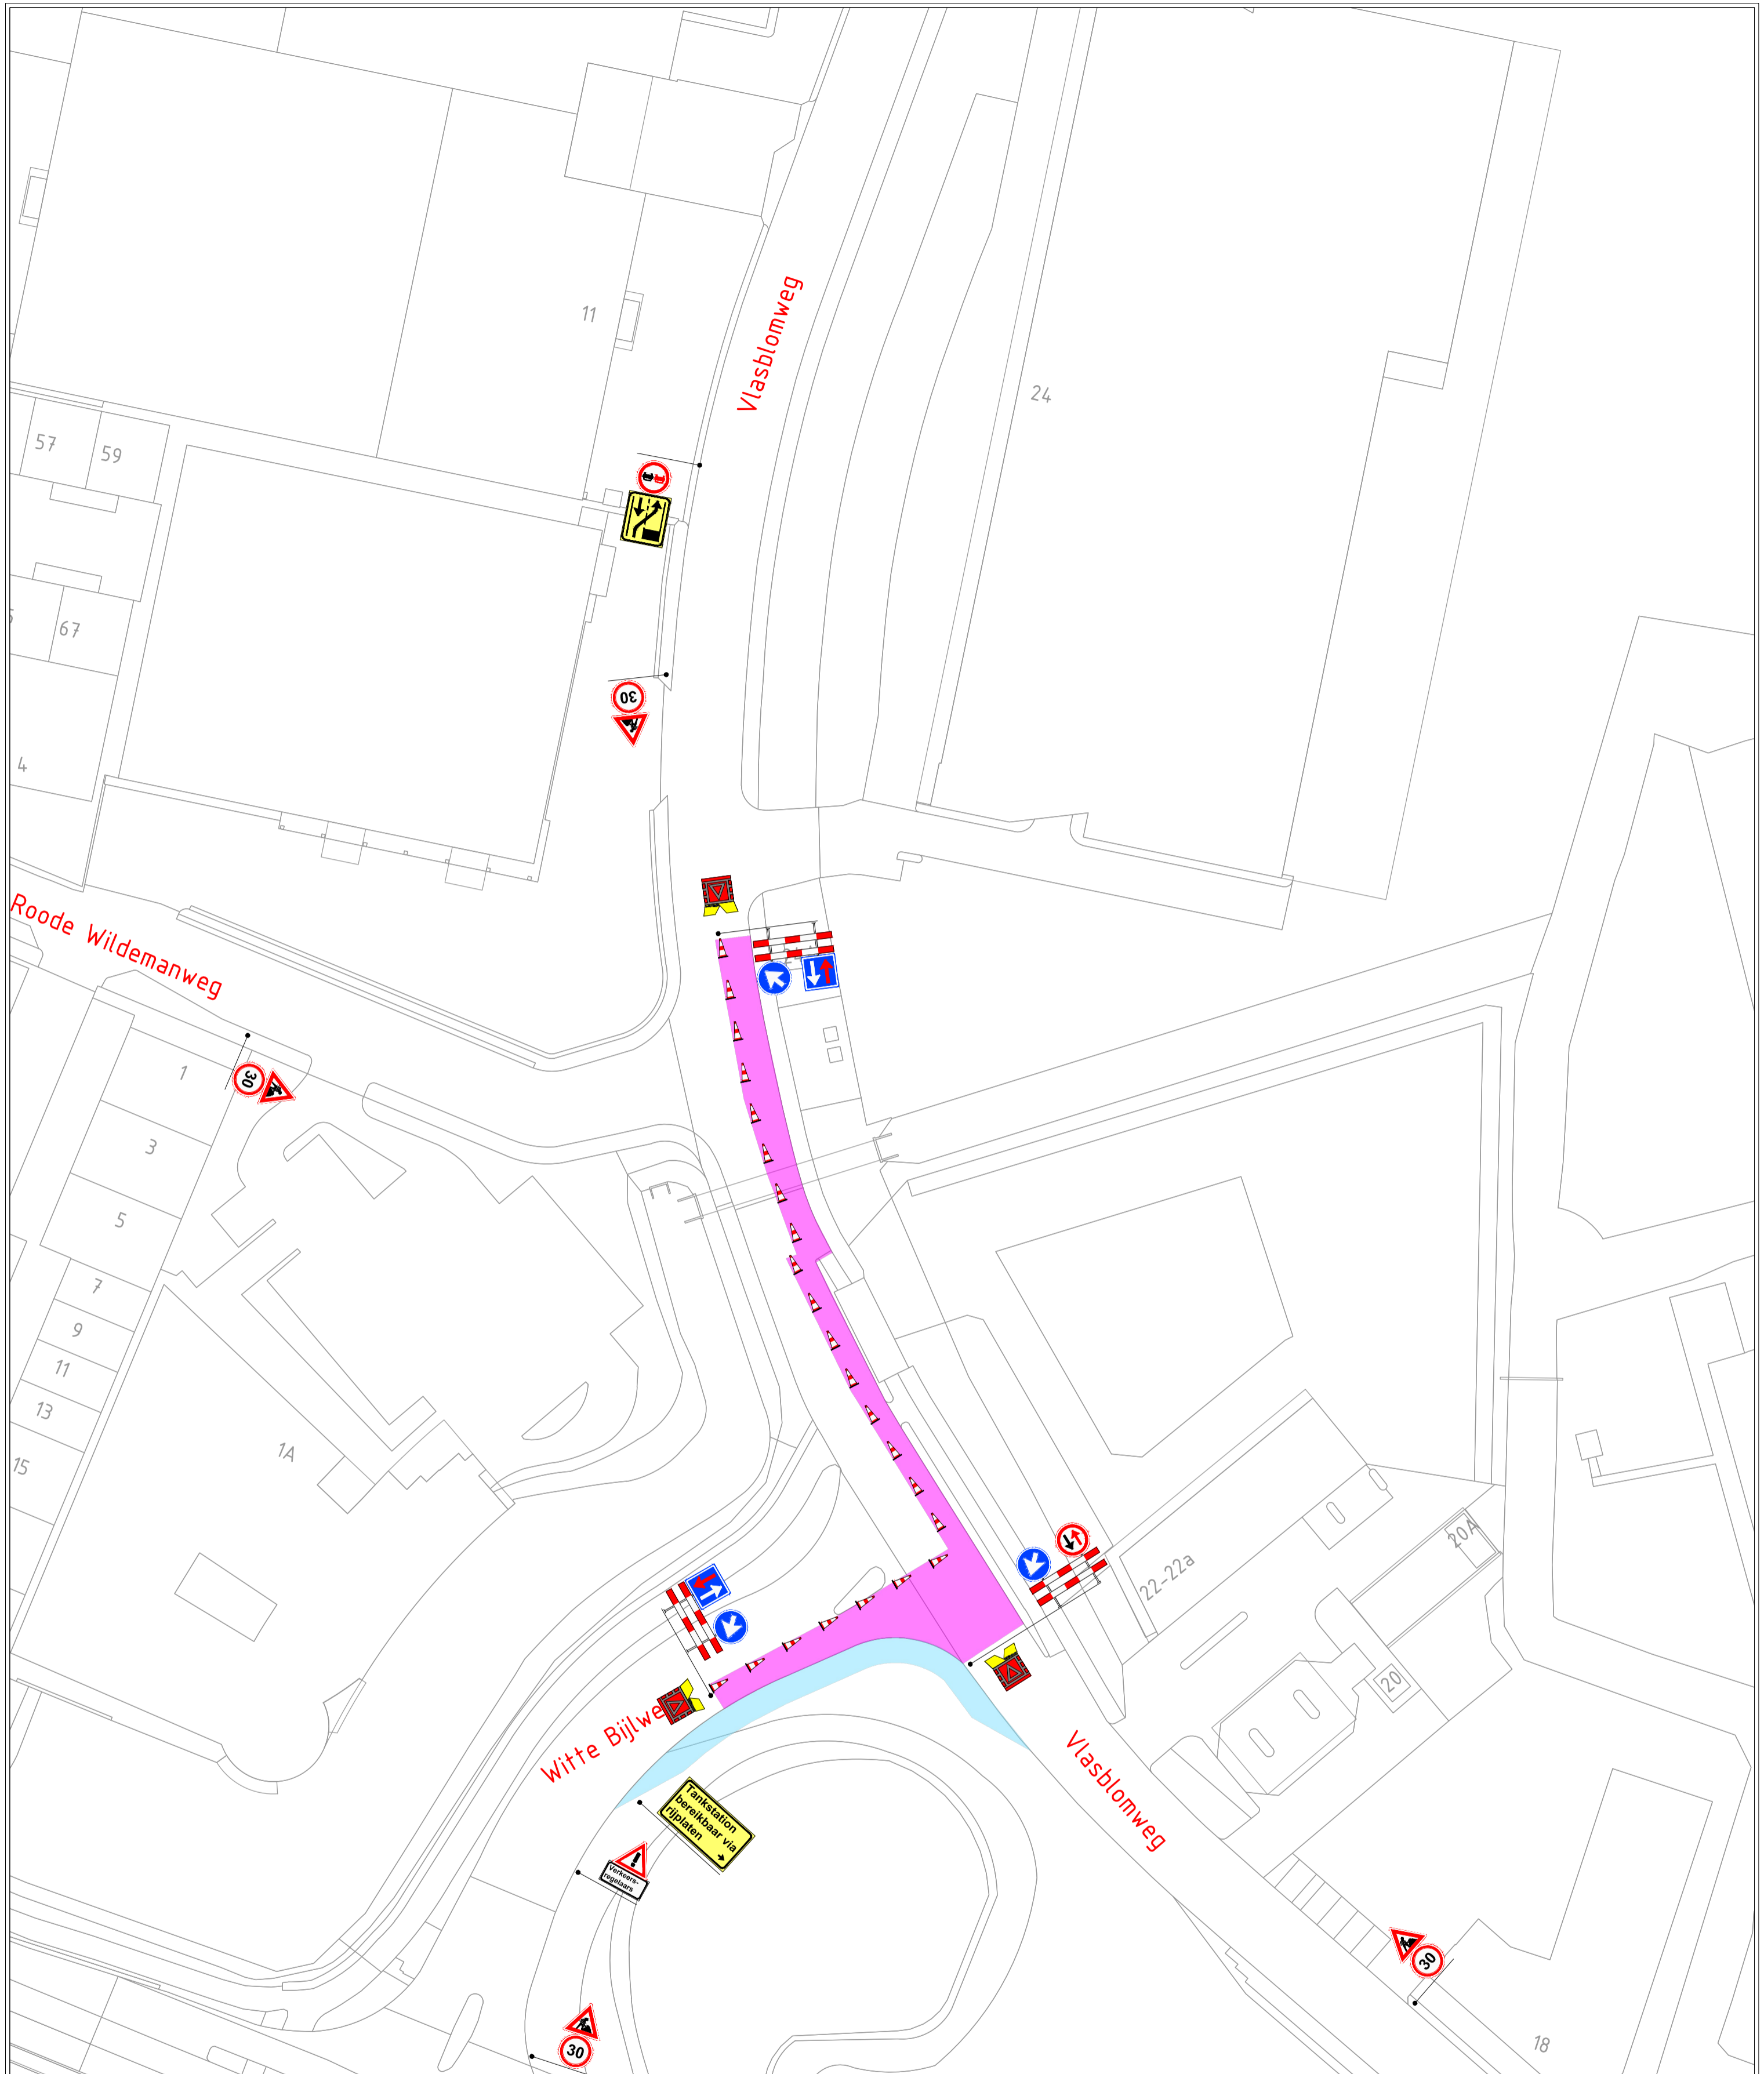 Vlasblomweg
11
24
57
59
67
4
30
Roode Wildemanweg
30
1
3
5
7
9
11
13
15
1A
22-22a
20A
20
Witte Bijlwe
Vlasblomweg
Tankstation
bereikbaar via
rijplaten
Verkeers-
regelaars
30
30
18